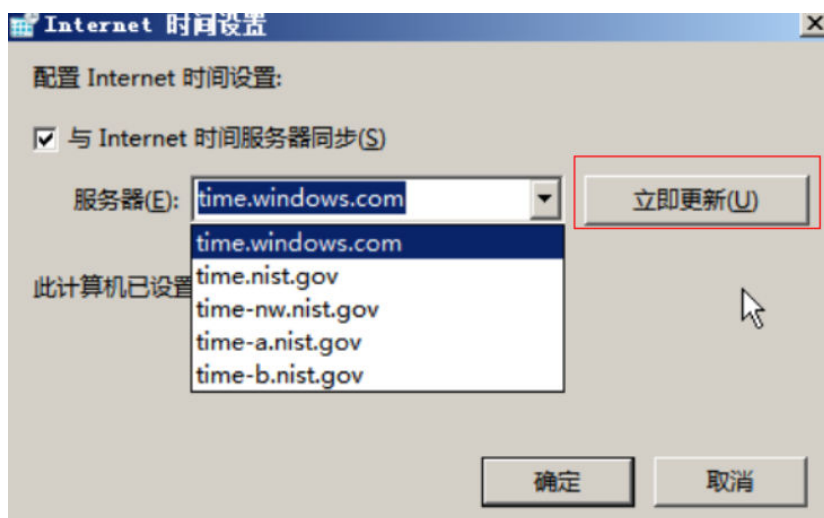 Internet 时间设置
配置 Internet 时间设置:
与 Internet 时间服务器同步(S)
服务器(E): time.windows.com 立即更新(U)
time.windows.com
time.nist.gov
time-nw.nist.gov
time-a.nist.gov
time-b.nist.gov
此计算机已设置
确定 取消